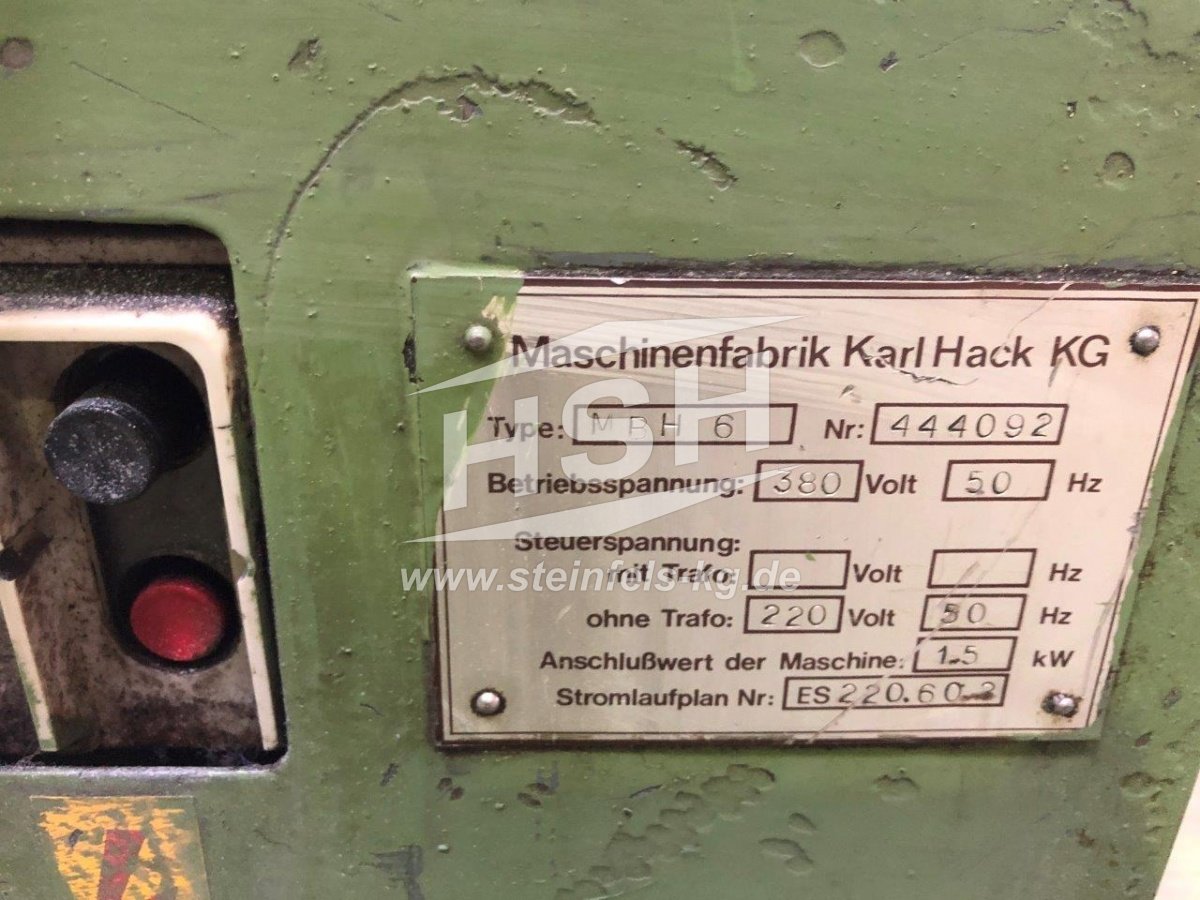 Maschinenfabrik Karl Hack KG
HSH
Type: MBH 6 Nr: 444092
Betriebsspannung: 380 Volt 50 Hz
Steuerspannung:
mit Trafo: Volt Hz
www.steinfels-kg.de
ohne Trafo: 220 Volt 50 Hz
Anschlußwert der Maschine: 1.5 kW
Stromlaufplan Nr: ES220.60.2